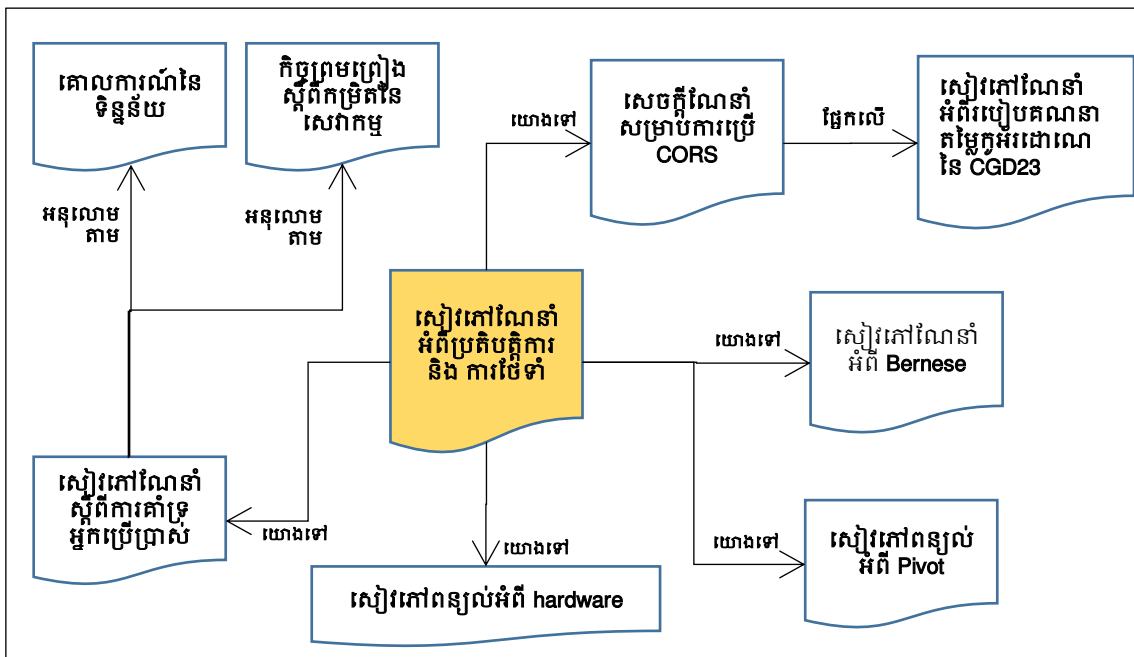 គោលការណ៍នៃ
ទិន្នន័យ
កិច្ចព្រមព្រៀង
ស្តីពីកម្រិតនៃ
សេវាកម្ម
យោងទៅ
សេចក្តីណែនាំ
សម្រាប់ការប្រើ
CORS
ផ្អែកលើ
សៀវភៅណែនាំ
អំពីរបៀបគណនា
តម្លៃកូអ័រដោណេ
នៃ CGD23
អនុលោម
តាម
អនុលោម
តាម
សៀវភៅណែនាំ
អំពីប្រតិបត្តិការ
និង ការថែទាំ
យោងទៅ
សៀវភៅណែនាំ
អំពី Bernese
សៀវភៅណែនាំ
ស្តីពីការគាំទ្រ
អ្នកប្រើប្រាស់
យោងទៅ
យោងទៅ
សៀវភៅពន្យល់អំពី hardware
យោងទៅ
សៀវភៅពន្យល់
អំពី Pivot